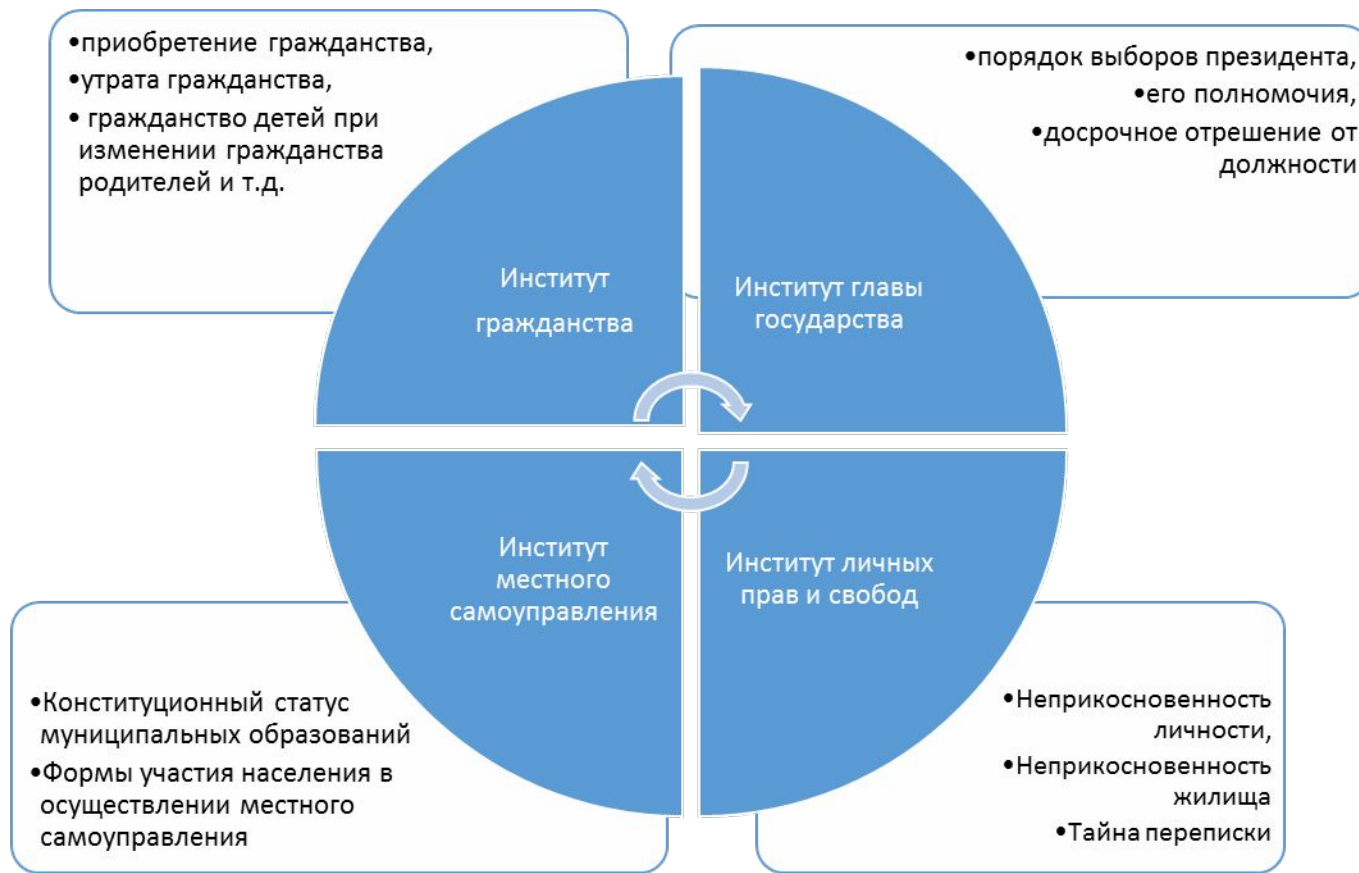 •приобретение гражданства,
•утрата гражданства,
• гражданство детей при
изменении гражданства
родителей и т.д.
•порядок выборов президента,
•его полномочия,
•досрочное отрешение от
должности
Институт
гражданства
Институт главы
государства
Институт
местного
самоуправления
Институт личных
прав и свобод
•Конституционный статус
муниципальных образований
•Формы участия населения в
осуществлении местного
самоуправления
•Неприкосновенность
личности,
•Неприкосновенность
жилища
•Тайна переписки